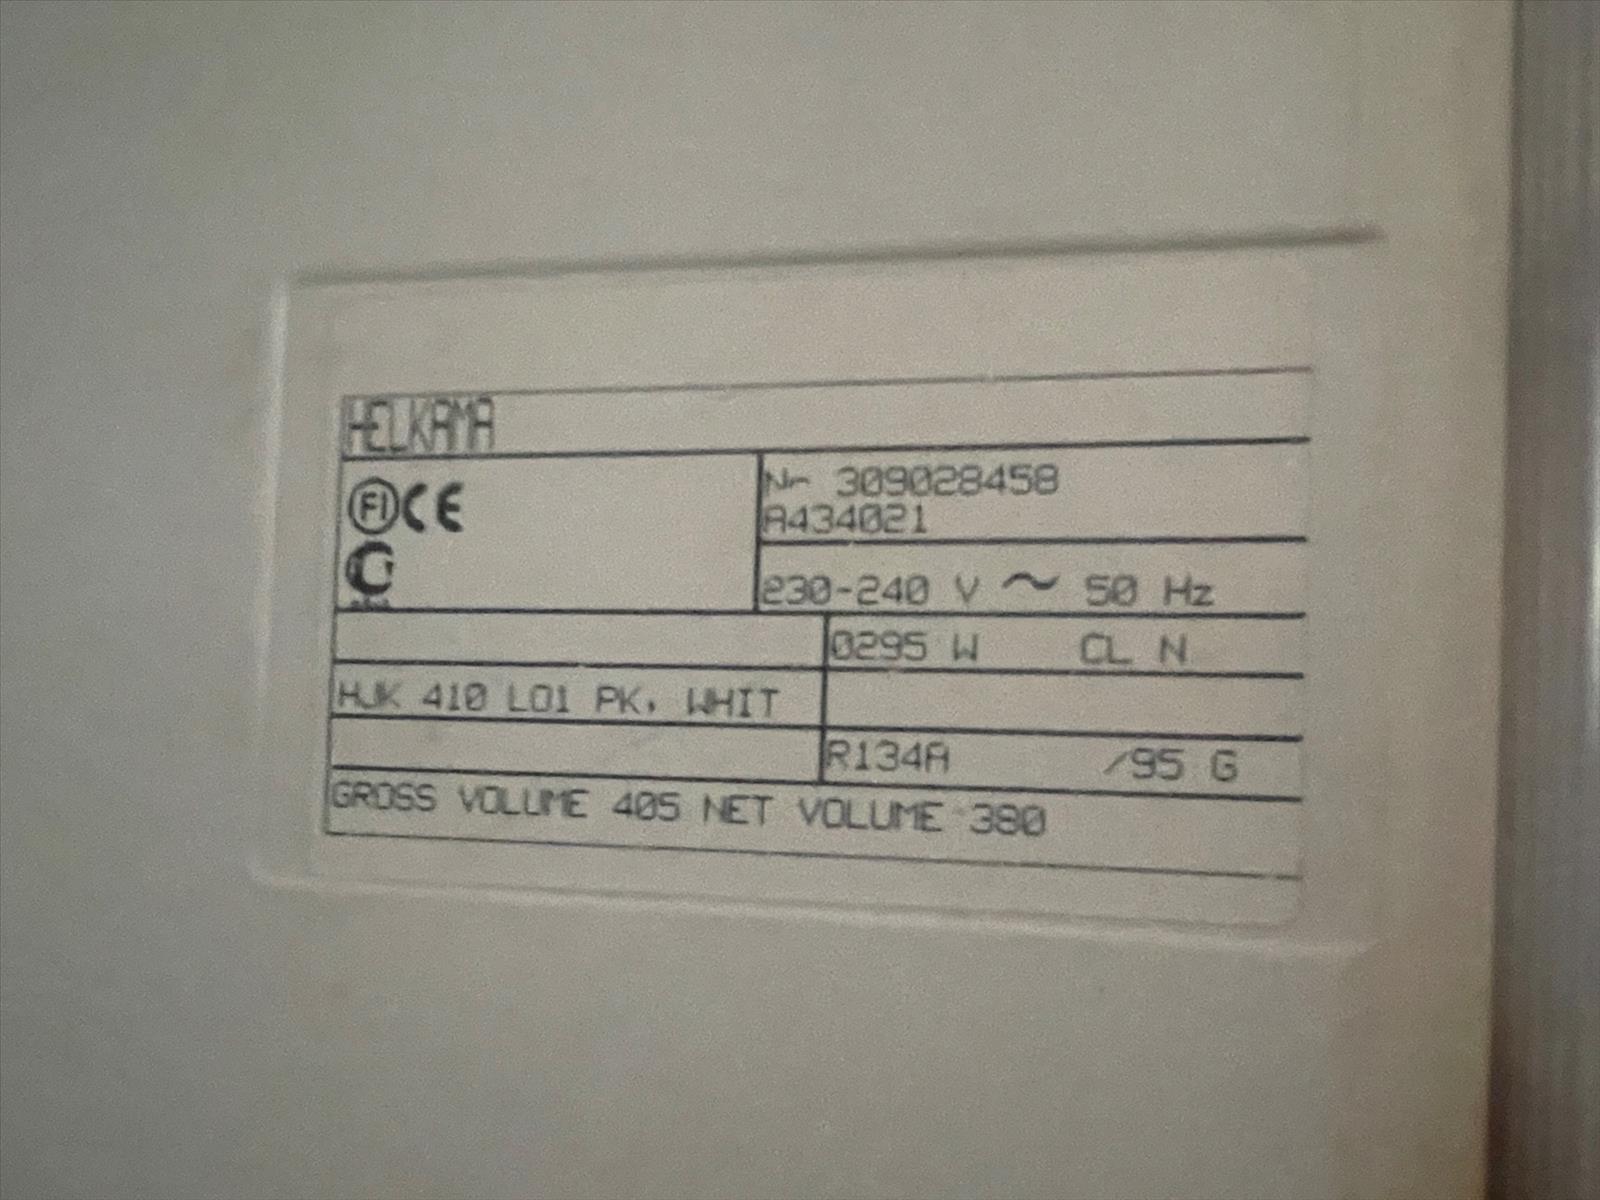 HELKAMA
FI CE
Nr 309028458
A434021
230-240 V ~ 50 Hz
0295 W CL N
HJK 410 LO1 PK, WHIT
R134A /95 G
GROSS VOLUME 405 NET VOLUME 380